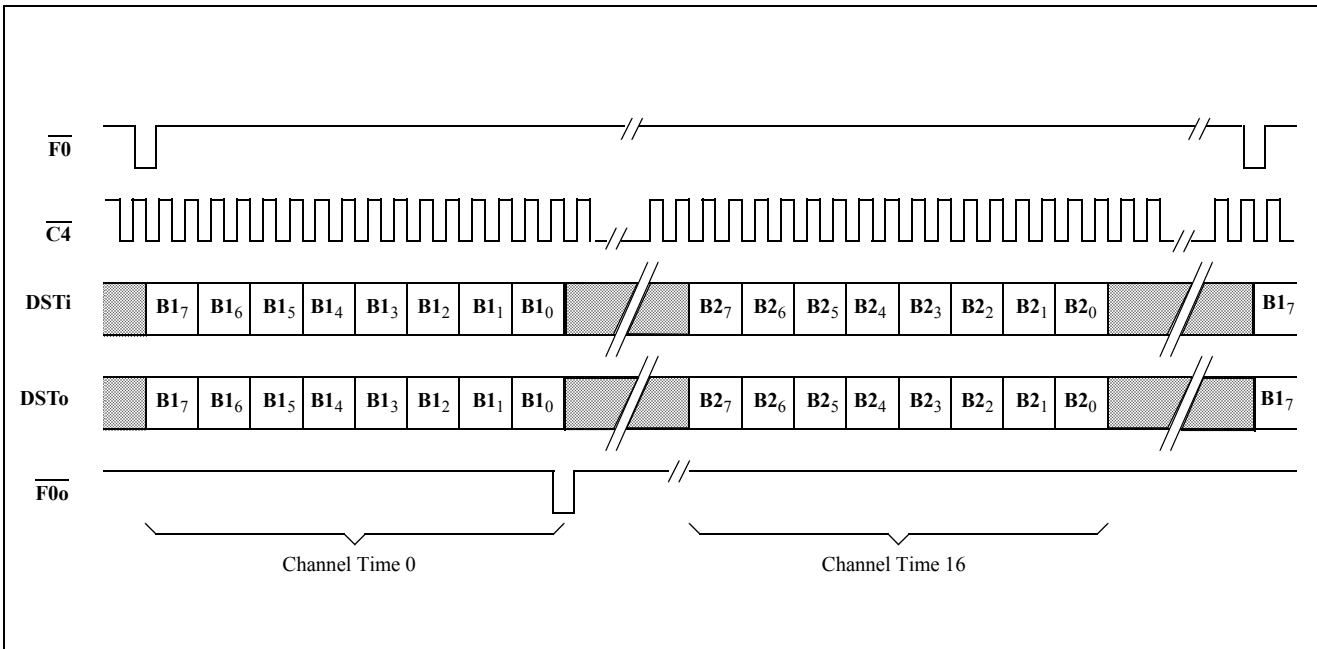 F0
C4
DSTi B1₇ B1₆ B1₅ B1₄ B1₃ B1₂ B1₁ B1₀ B2₇ B2₆ B2₅ B2₄ B2₃ B2₂ B2₁ B2₀ B1₇
DSTo B1₇ B1₆ B1₅ B1₄ B1₃ B1₂ B1₁ B1₀ B2₇ B2₆ B2₅ B2₄ B2₃ B2₂ B2₁ B2₀ B1₇
F0o
Channel Time 0 Channel Time 16